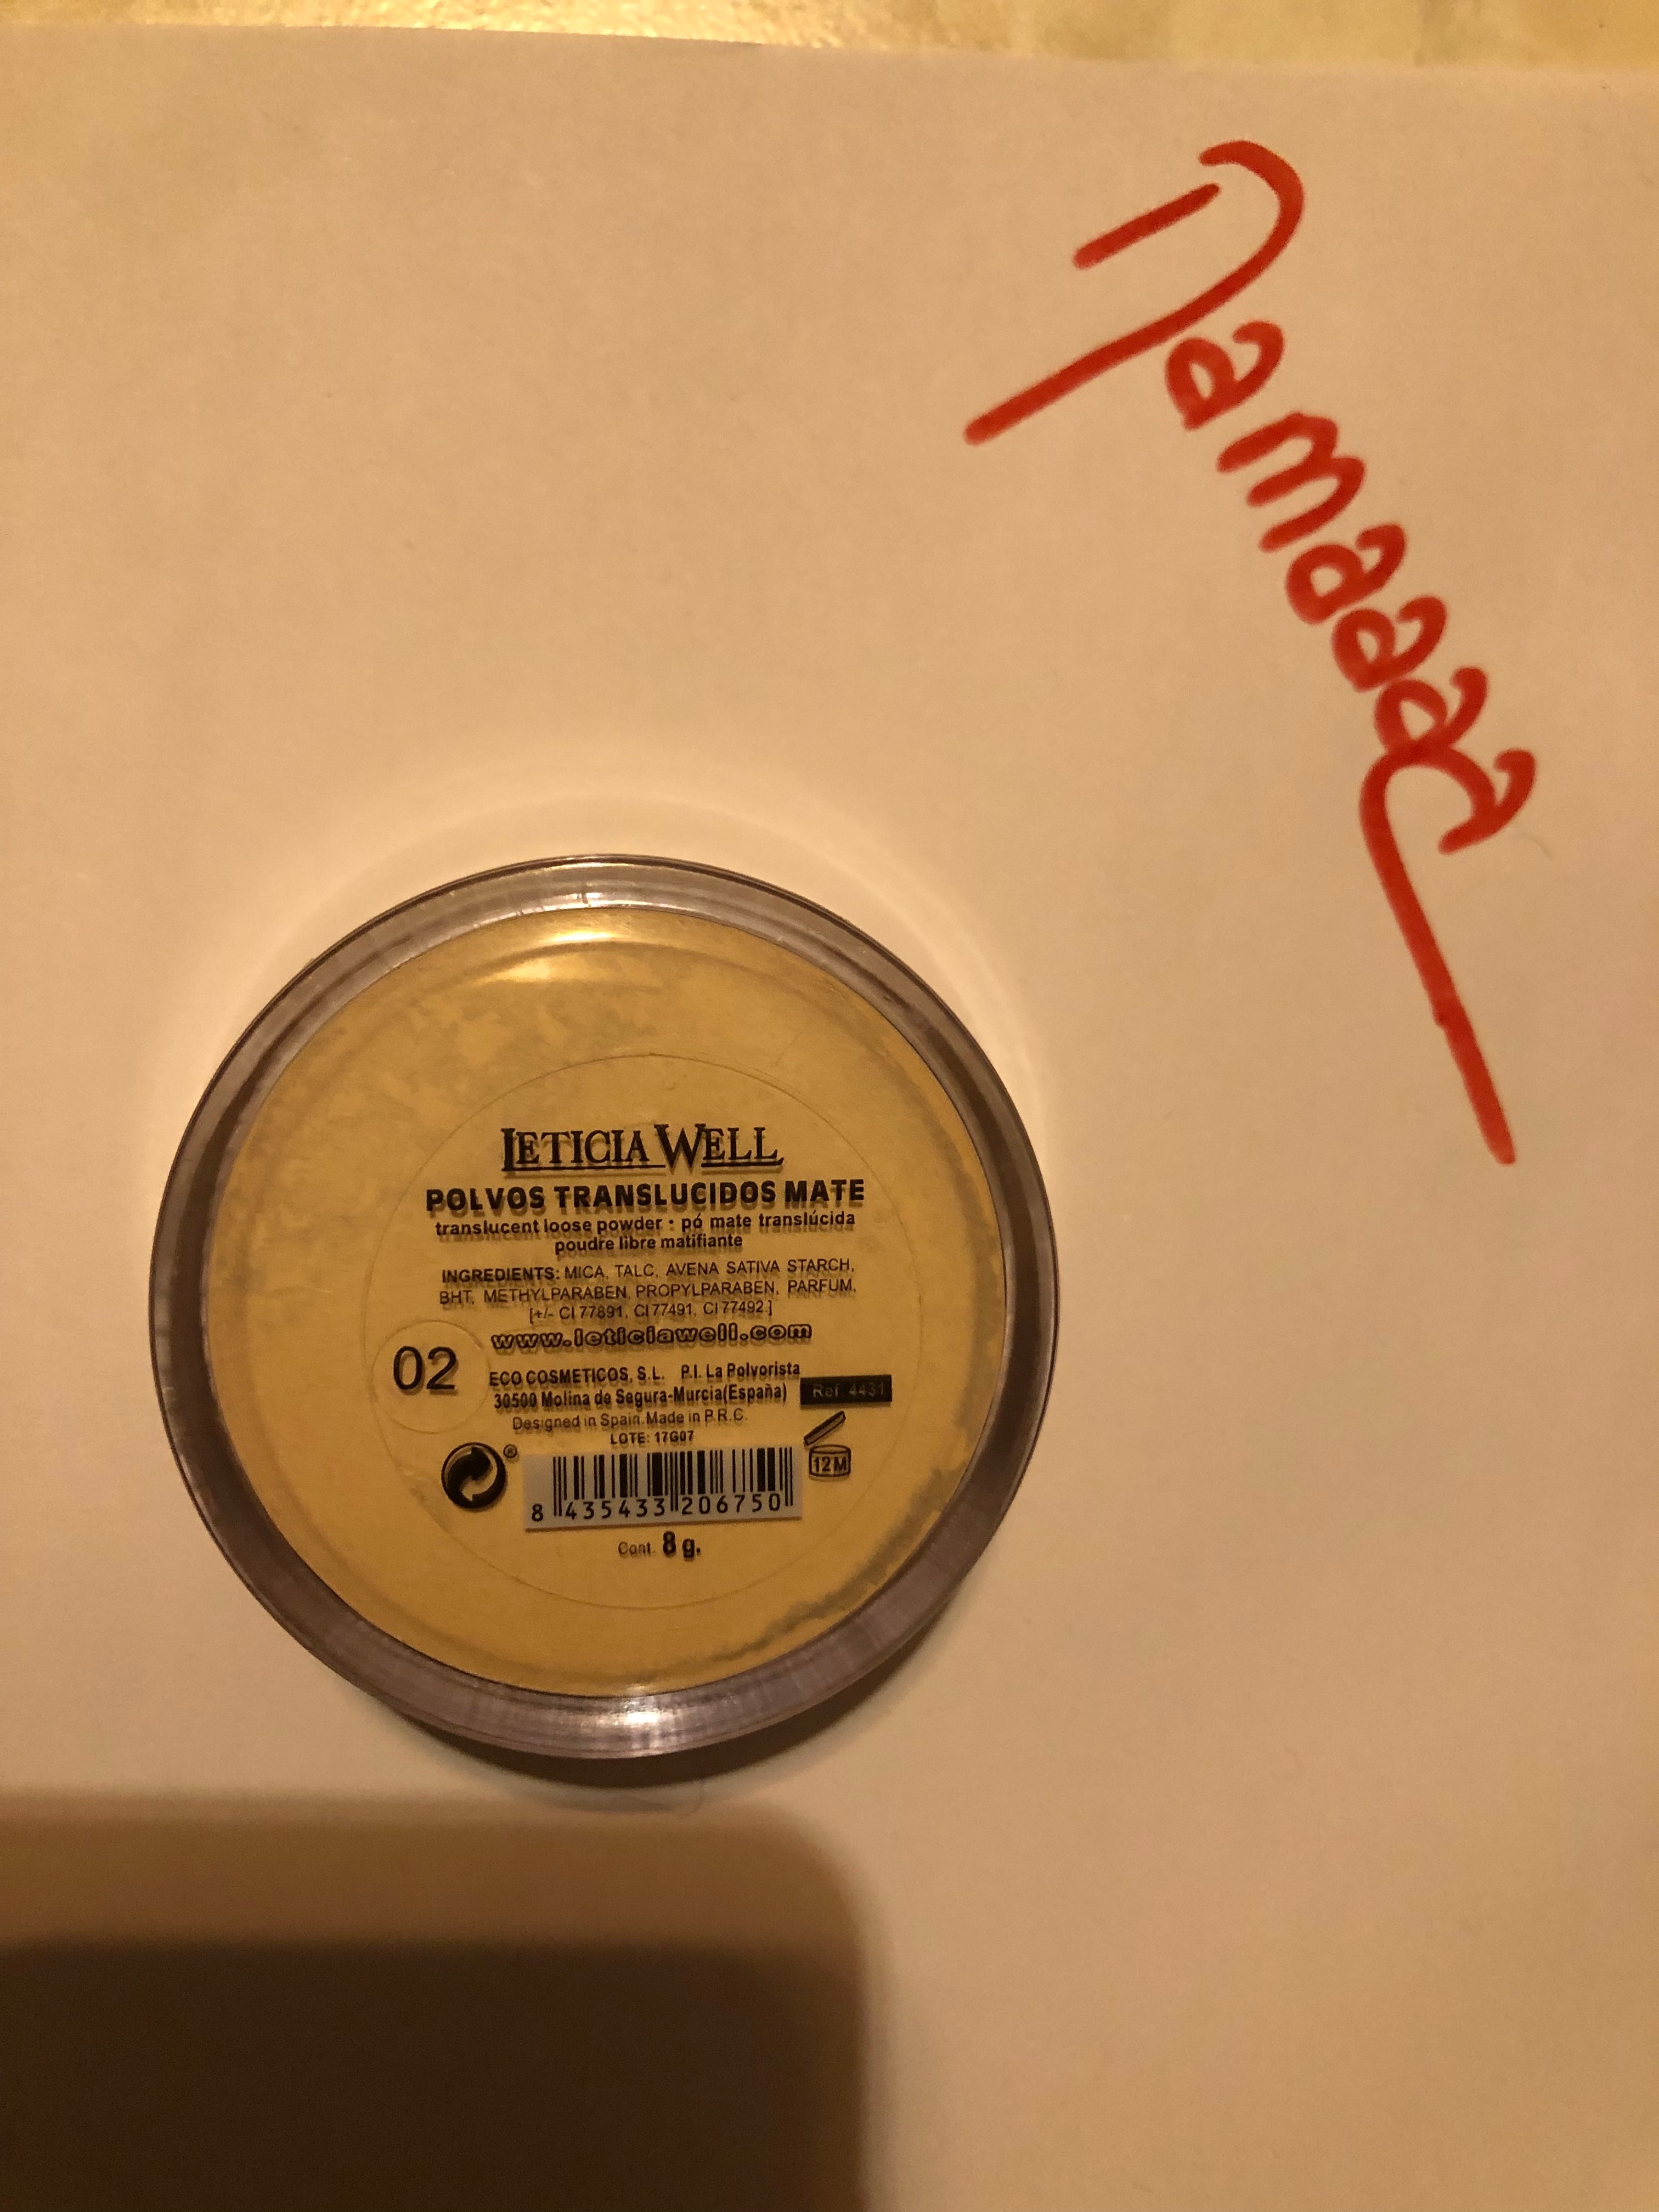 LETICIA WELL
POLVOS TRANSLUCIDOS MATE
translucent loose powder • pó mate translúcida
poudre libre matifiante
INGREDIENTS: MICA, TALC, AVENA SATIVA STARCH,
BHT, METHYLPARABEN, PROPYLPARABEN, PARFUM,
[+/- CI 77891, CI 77491, CI 77492.]
www.leticiawell.com
02
ECO COSMETICOS, S.L. P.I. La Polvorista
30500 Molina de Segura-Murcia(España)
Ref. 4431
Designed in Spain.Made in P.R.C.
LOTE: 17G07
®
12M
8 435433 206750
Cont. 8 g.